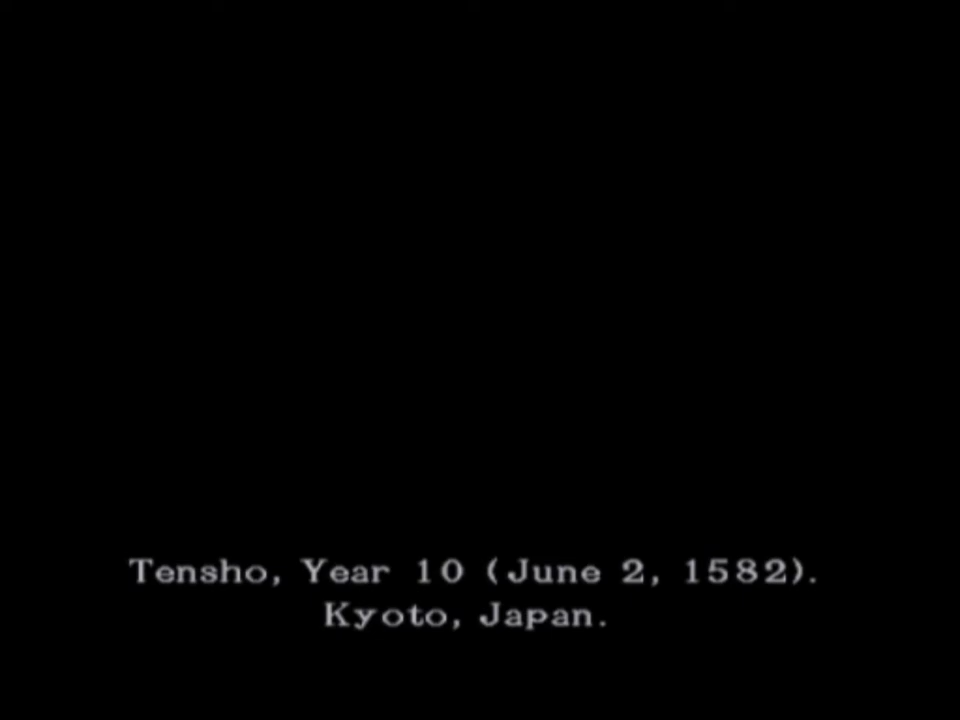 Tensho, Year 10 (June 2, 1582).
Kyoto, Japan.